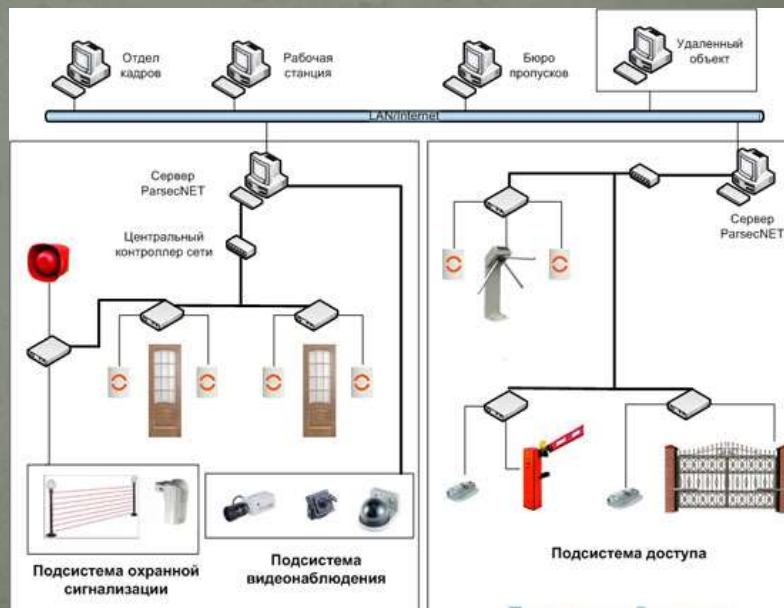 Отдел
кадров
Рабочая
станция
Бюро
пропусков
Удаленный
объект
LAN/Internet
Сервер
ParsecNET
Центральный
контроллер сети
Сервер
ParsecNET
Подсистема охранной
сигнализации
Подсистема
видеонаблюдения
Подсистема доступа